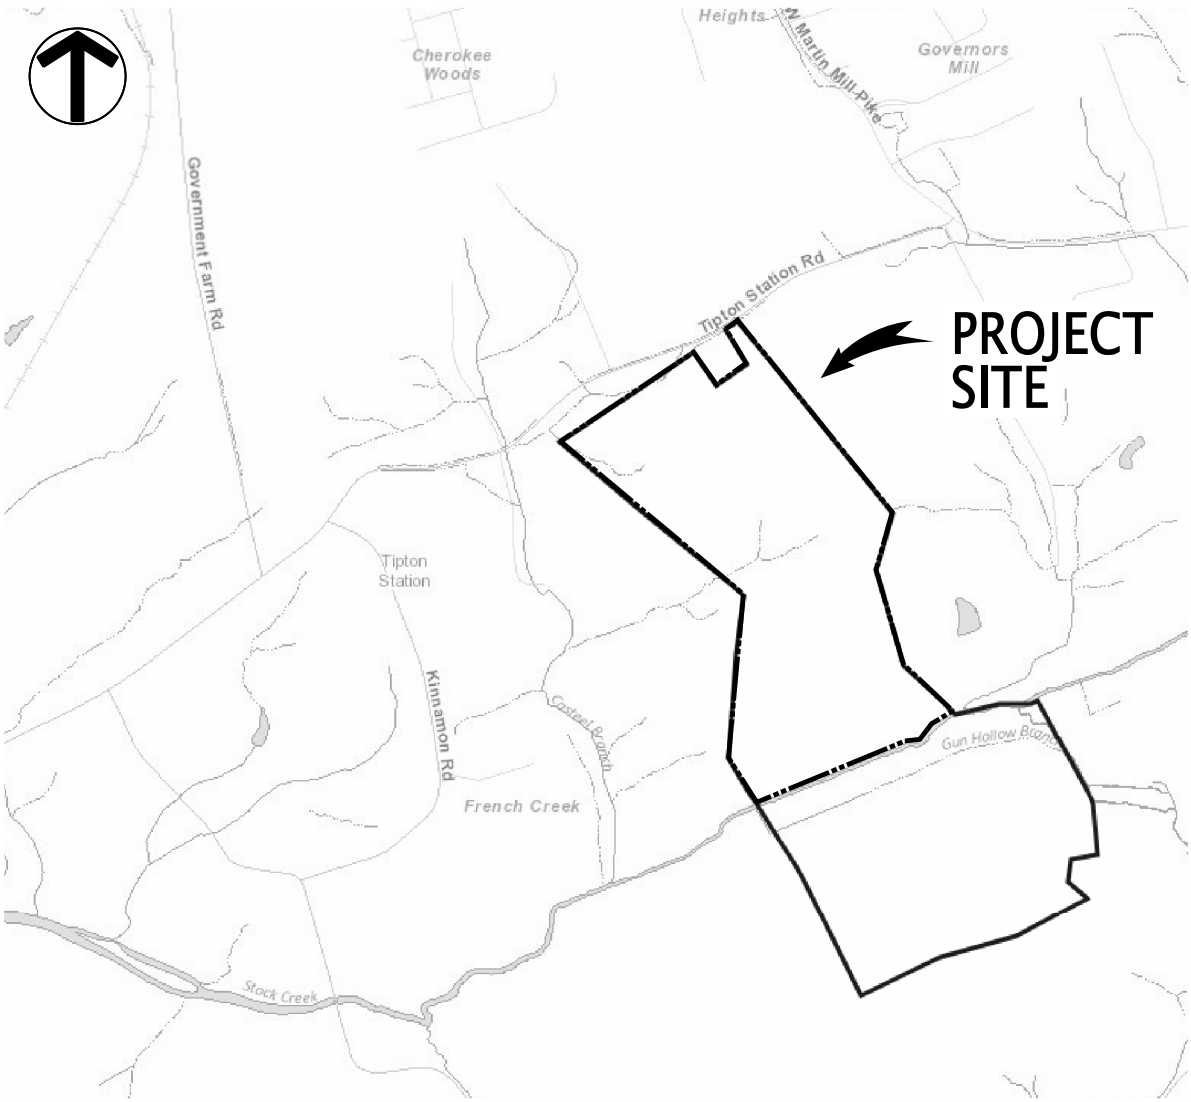 Heights
W Martin Mill Pike
Governors
Mill
Cherokee
Woods
Government Farm Rd
Tipton Station Rd
PROJECT
SITE
Tipton
Station
Kinnamon Rd
Casteel Branch
Gun Hollow Branch
French Creek
Stock Creek